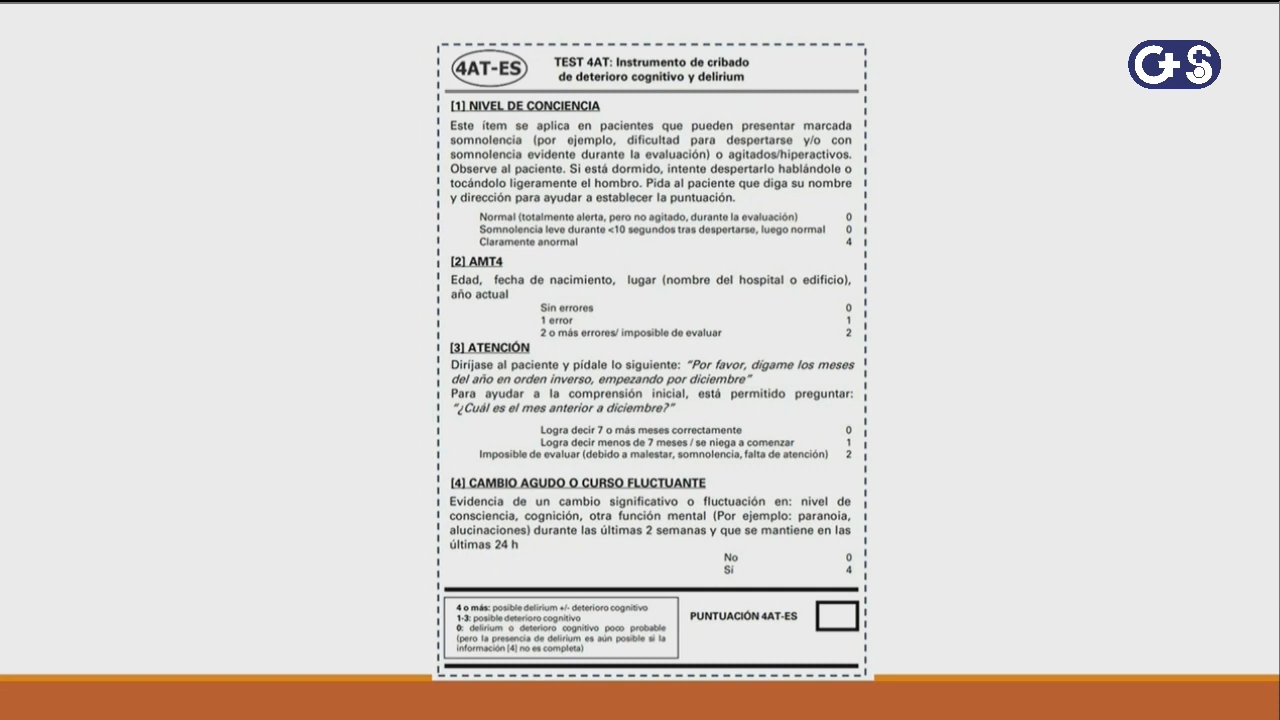 4AT-ES
TEST 4AT: Instrumento de cribado
de deterioro cognitivo y delirium
G+S
[1] NIVEL DE CONCIENCIA
Este ítem se aplica en pacientes que pueden presentar marcada
somnolencia (por ejemplo, dificultad para despertarse y/o con
somnolencia evidente durante la evaluación) o agitados/hiperactivos.
Observe al paciente. Si está dormido, intente despertarlo hablándole o
tocándolo ligeramente el hombro. Pida al paciente que diga su nombre
y dirección para ayudar a establecer la puntuación.
Normal (totalmente alerta, pero no agitado, durante la evaluación) 0
Somnolencia leve durante <10 segundos tras despertarse, luego normal 0
Claramente anormal 4
[2] AMT4
Edad, fecha de nacimiento, lugar (nombre del hospital o edificio),
año actual
Sin errores 0
1 error 1
2 o más errores/ imposible de evaluar 2
[3] ATENCIÓN
Diríjase al paciente y pídale lo siguiente: "Por favor, dígame los meses
del año en orden inverso, empezando por diciembre"
Para ayudar a la comprensión inicial, está permitido preguntar:
"¿Cuál es el mes anterior a diciembre?"
Logra decir 7 o más meses correctamente 0
Logra decir menos de 7 meses / se niega a comenzar 1
Imposible de evaluar (debido a malestar, somnolencia, falta de atención) 2
[4] CAMBIO AGUDO O CURSO FLUCTUANTE
Evidencia de un cambio significativo o fluctuación en: nivel de
consciencia, cognición, otra función mental (Por ejemplo: paranoia,
alucinaciones) durante las últimas 2 semanas y que se mantiene en las
últimas 24 h
No 0
Sí 4
4 o más: posible delirium +/- deterioro cognitivo
1-3: posible deterioro cognitivo
0: delirium o deterioro cognitivo poco probable
(pero la presencia de delirium es aún posible si la
información [4] no es completa)
PUNTUACIÓN 4AT-ES